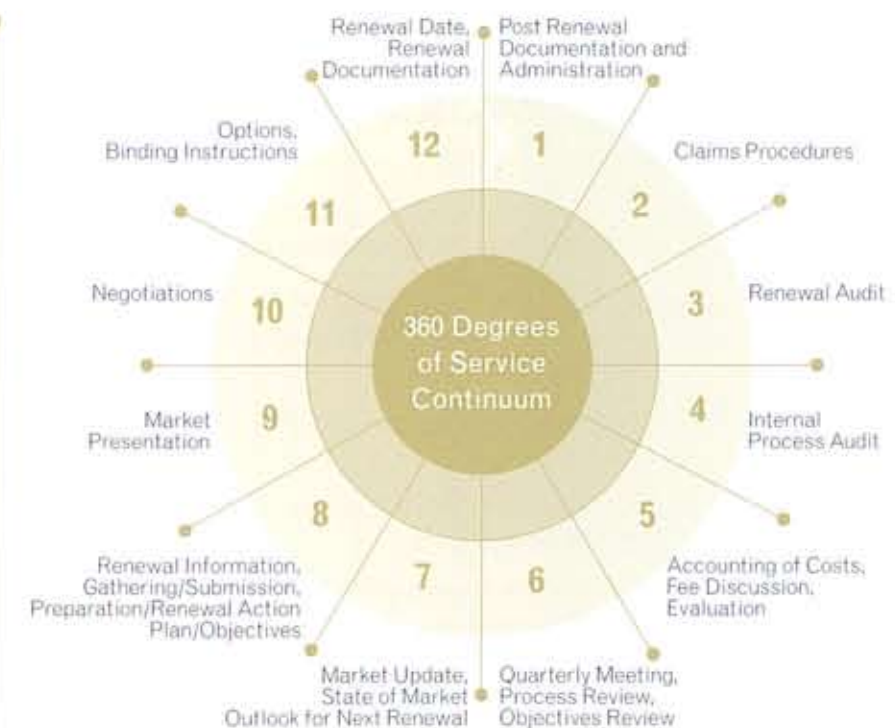 360 Degrees
of Service
Continuum
1
Post Renewal
Documentation and
Administration
2
Claims Procedures
3
Renewal Audit
4
Internal
Process Audit
5
Accounting of Costs,
Fee Discussion,
Evaluation
6
Quarterly Meeting,
Process Review,
Objectives Review
7
Market Update,
State of Market
Outlook for Next Renewal
8
Renewal Information,
Gathering/Submission,
Preparation/Renewal Action
Plan/Objectives
9
Market
Presentation
10
Negotiations
11
Options,
Binding Instructions
12
Renewal Date,
Renewal
Documentation